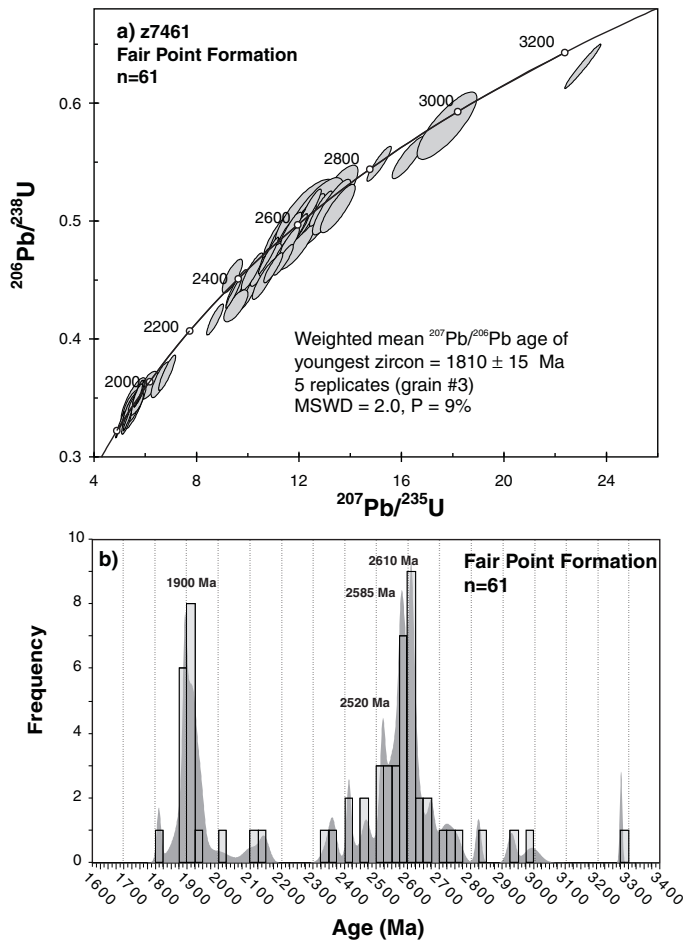 a) z7461
Fair Point Formation
n=61
3200
3000
2800
2600
2400
2200
2000
0.6
0.5
0.4
0.3
206Pb/238U
Weighted mean 207Pb/206Pb age of
youngest zircon = 1810 ± 15 Ma
5 replicates (grain #3)
MSWD = 2.0, P = 9%
4 8 12 16 20 24
207Pb/235U
b)
Fair Point Formation
n=61
2610 Ma
2585 Ma
1900 Ma
2520 Ma
10
8
6
4
2
0
Frequency
1600 1700 1800 1900 2000 2100 2200 2300 2400 2500 2600 2700 2800 2900 3000 3100 3200 3300 3400
Age (Ma)